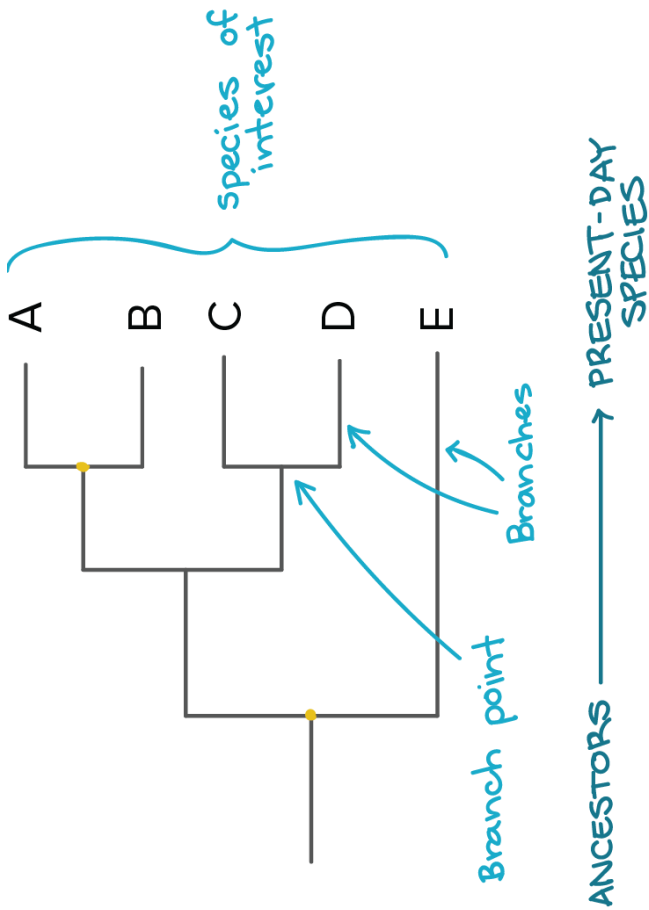 species of
interest
A
B
C
D
E
Branches
Branch point
ANCESTORS
PRESENT-DAY
SPECIES